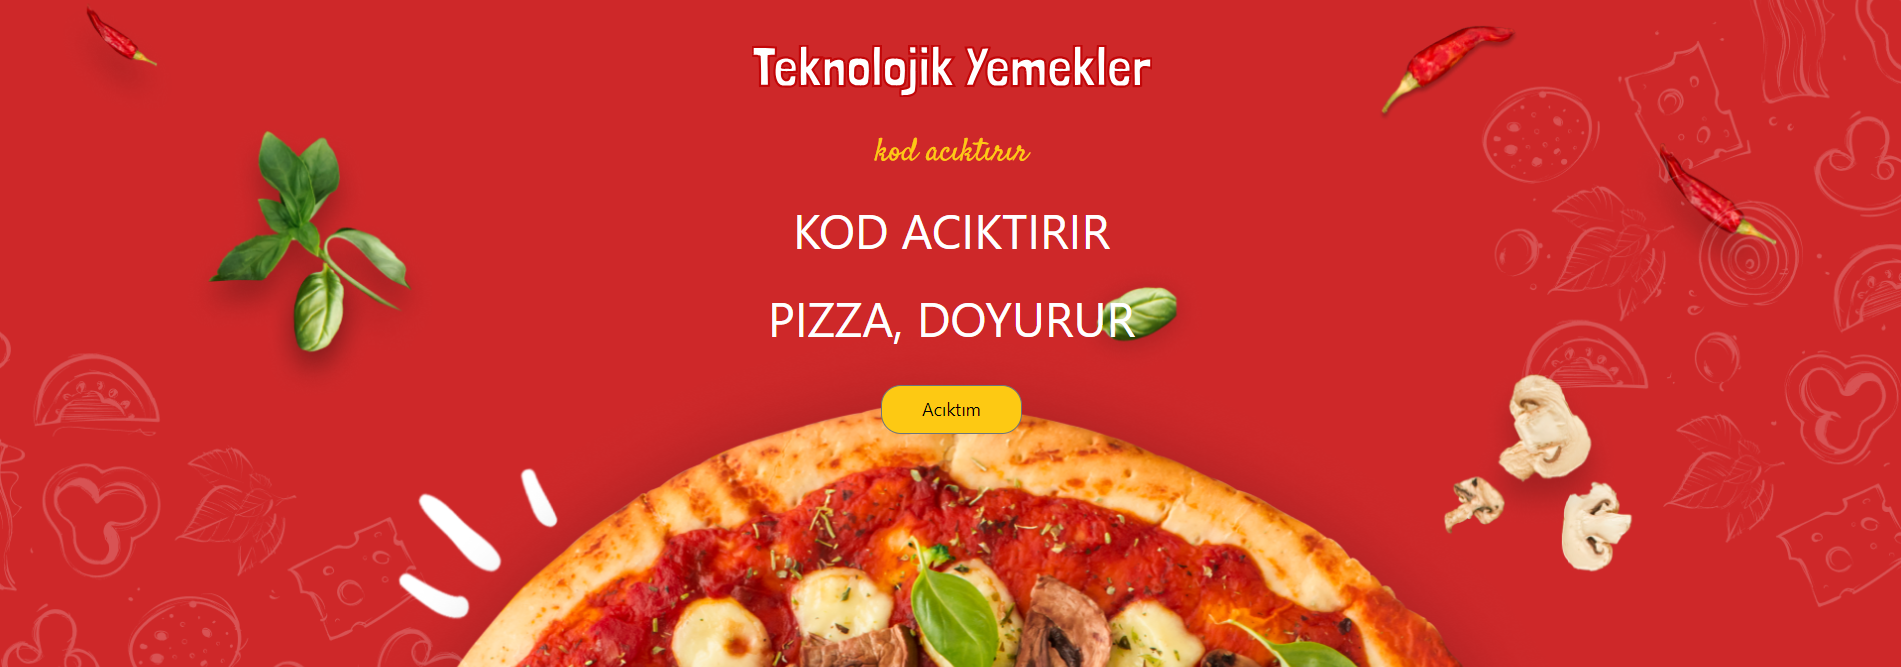 Teknolojik Yemekler
kod acıktırır
KOD ACIKTIRIR
PIZZA, DOYURUR
Acıktım